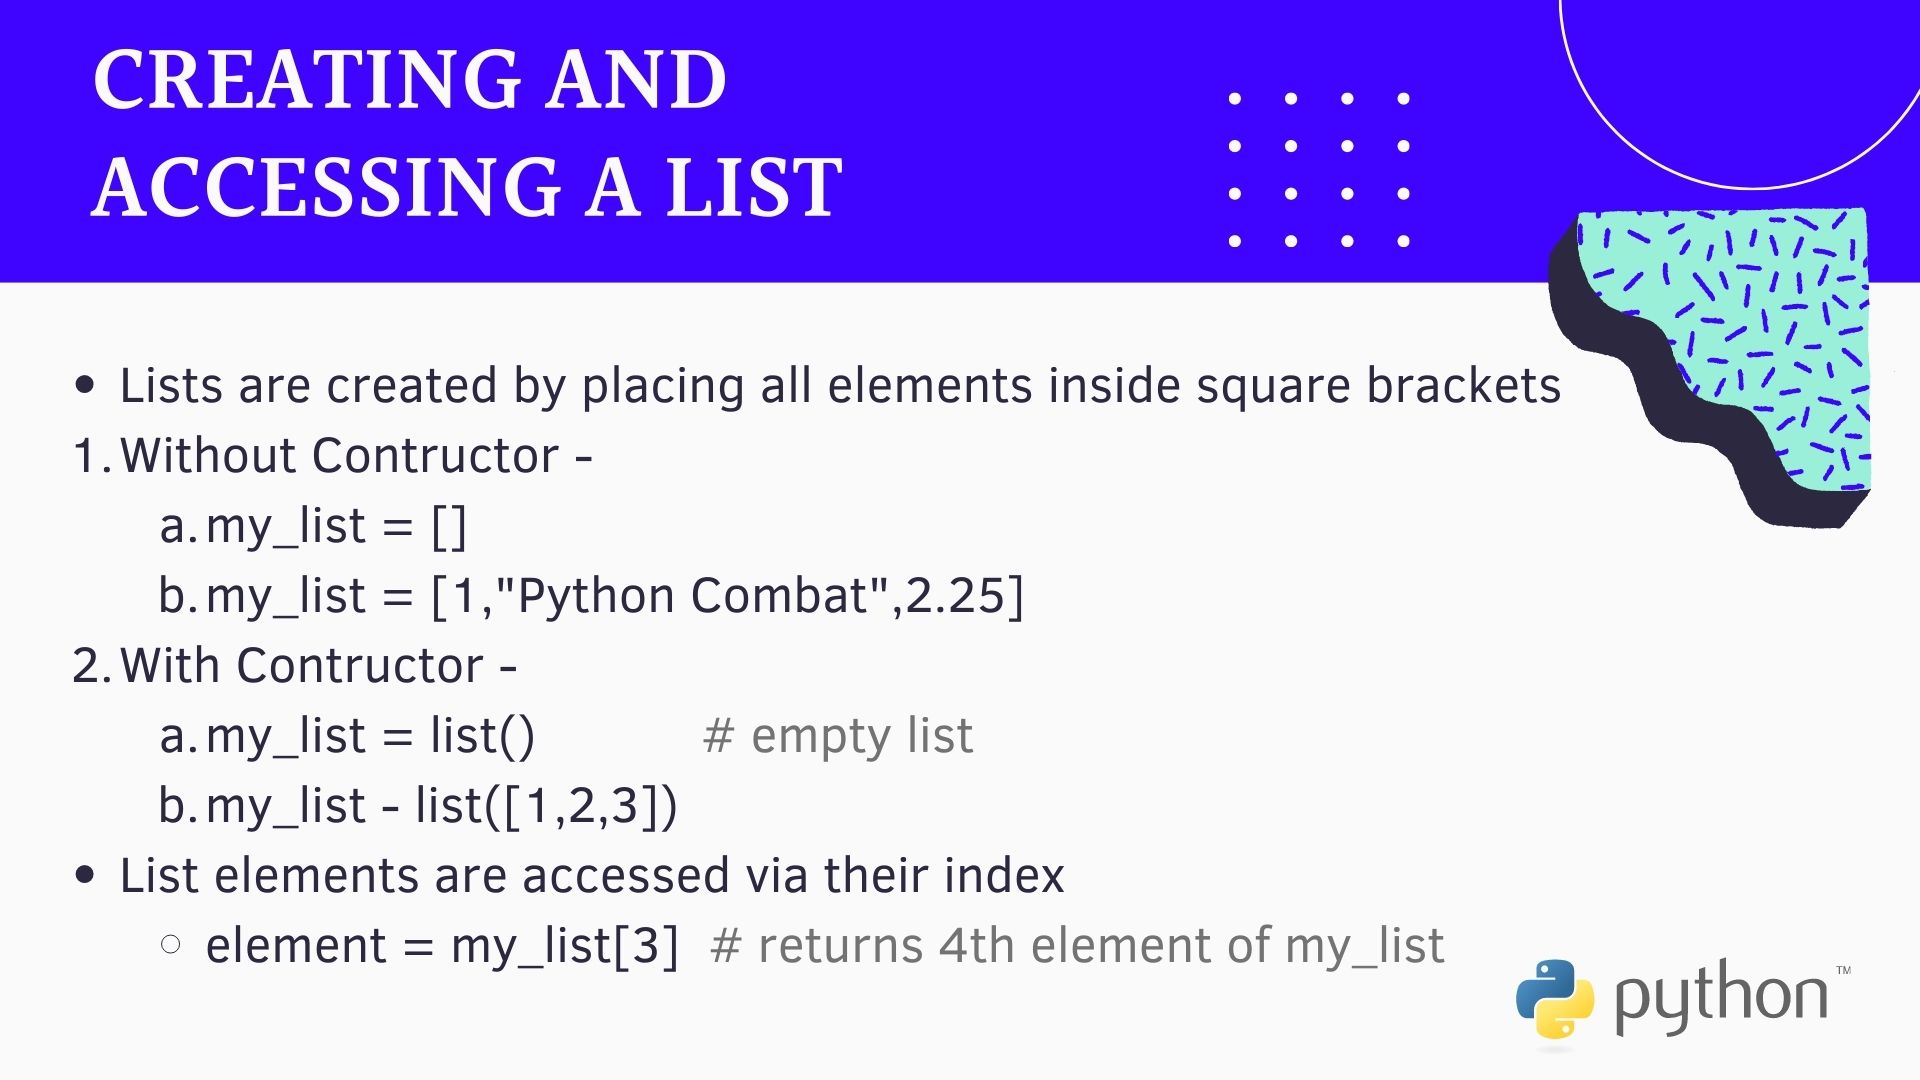 CREATING AND
ACCESSING A LIST
• Lists are created by placing all elements inside square brackets
1. Without Contructor -
a. my_list = []
b. my_list = [1,"Python Combat",2.25]
2. With Contructor -
a. my_list = list() # empty list
b. my_list - list([1,2,3])
• List elements are accessed via their index
○ element = my_list[3] # returns 4th element of my_list
python™